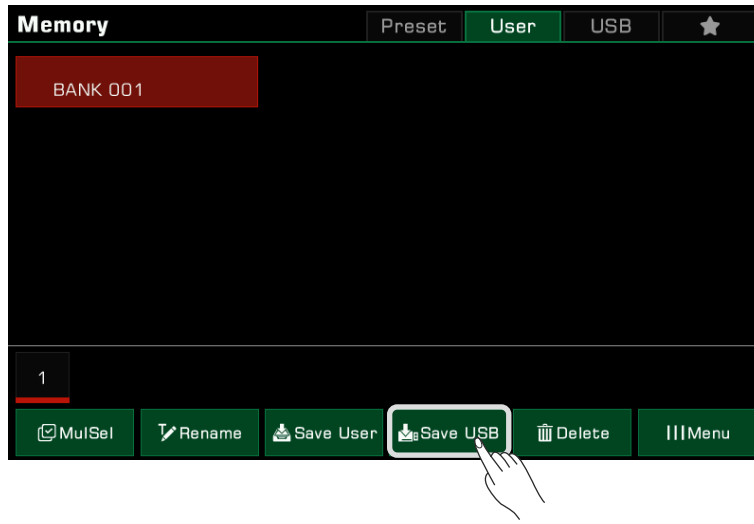 Memory Preset User USB
BANK 001
1
MulSel Rename Save User Save USB Delete Menu